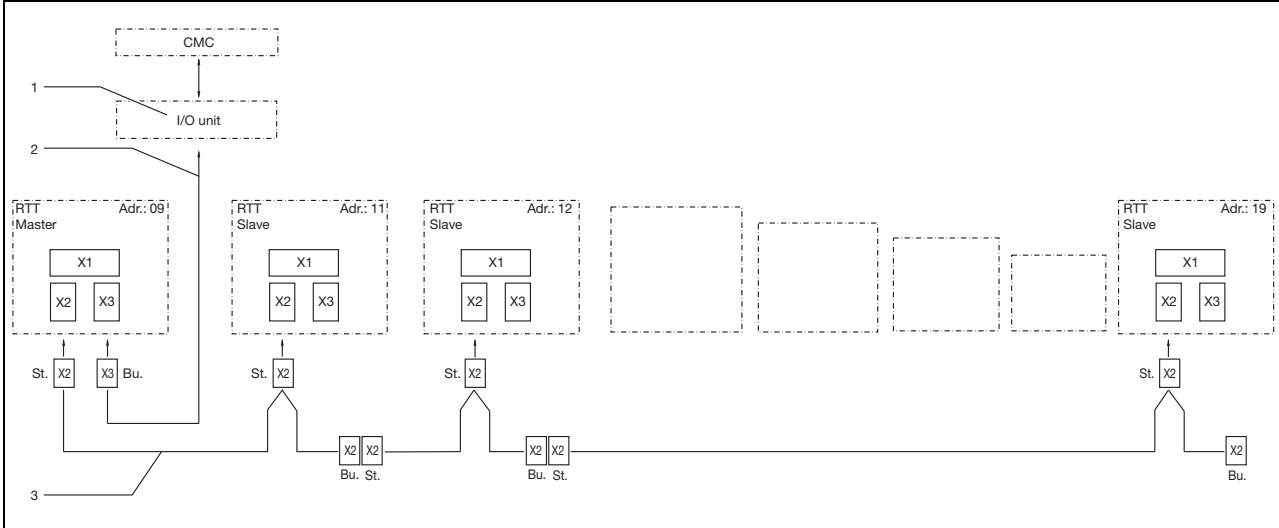 CMC
1
I/O unit
2
RTT Adr.: 09
Master
X1
X2 X3
RTT Adr.: 11
Slave
X1
X2 X3
RTT Adr.: 12
Slave
X1
X2 X3
RTT Adr.: 19
Slave
X1
X2 X3
St. X2 X3 Bu.
St. X2
St. X2
St. X2
X2 X2
Bu. St.
X2 X2
Bu. St.
X2
Bu.
3